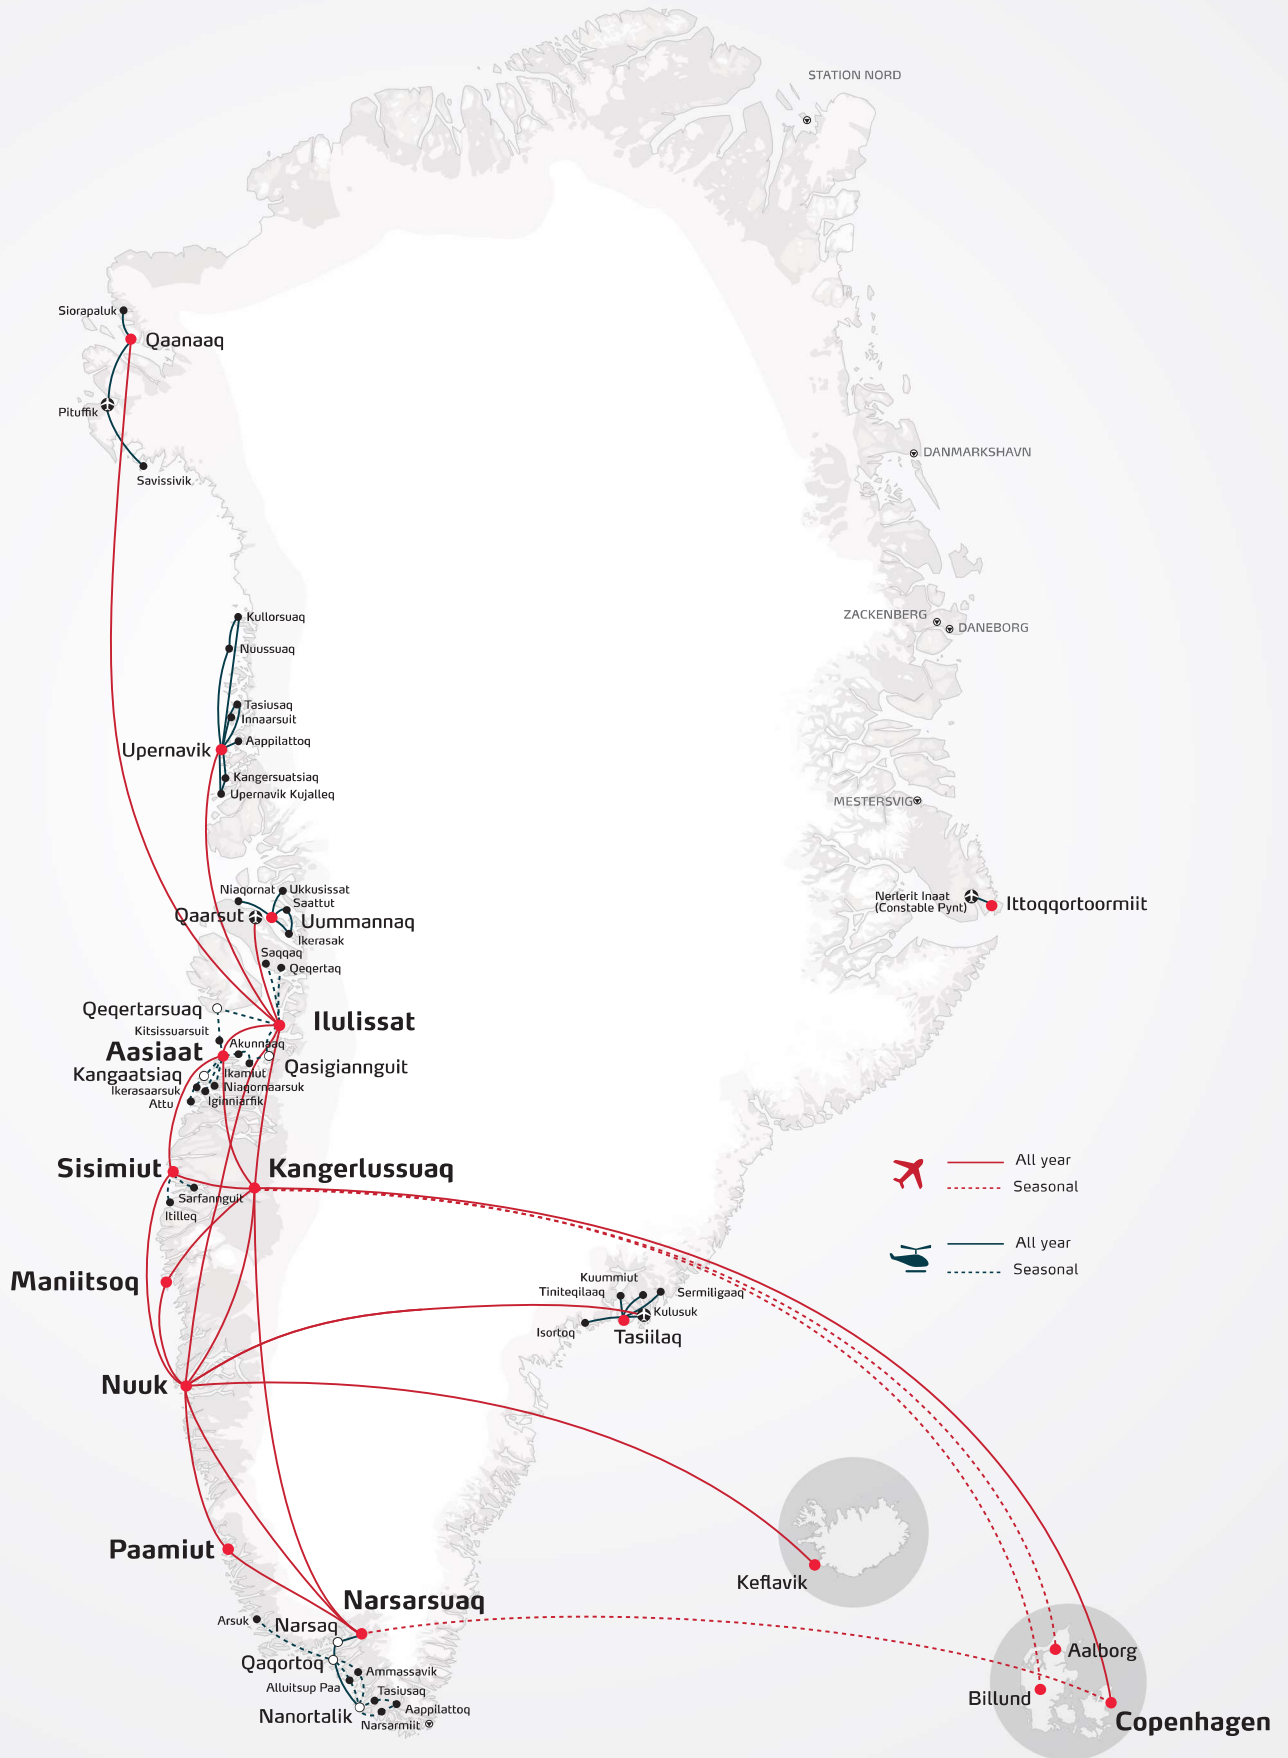 STATION NORD
Siorapaluk
Qaanaaq
Pituffik
Savissivik
DANMARKSHAVN
Kullorsuaq
ZACKENBERG
DANEBORG
Nuussuaq
Tasiusaq
Innaarsuit
Aappilattoq
Upernavik
Kangersuatsiaq
Upernavik Kujalleq
MESTERSVIG
Niaqornat
Ukkusissat
Saattut
Qaarsut
Uummannaq
Ikerasak
Nerlerit Inaat
(Constable Pynt)
Ittoqqortoormiit
Saqqaq
Qeqertaq
Qeqertarsuaq
Ilulissat
Kitsissuarsuit
Akunnaaq
Aasiaat
Qasigiannguit
Kangaatsiaq
Ikamiut
Niaqornaarsuk
Ikerasaarsuk
Iginniarfik
Attu
Sisimiut
Kangerlussuaq
All year
Seasonal
Sarfannguit
Itilleq
All year
Seasonal
Maniitsoq
Kuummiut
Tiniteqilaaq
Sermiligaaq
Kulusuk
Isortoq
Tasiilaq
Nuuk
Paamiut
Keflavik
Narsarsuaq
Arsuk
Narsaq
Qaqortoq
Ammassavik
Alluitsup Paa
Tasiusaq
Aappilattoq
Nanortalik
Narsarmiit
Aalborg
Billund
Copenhagen